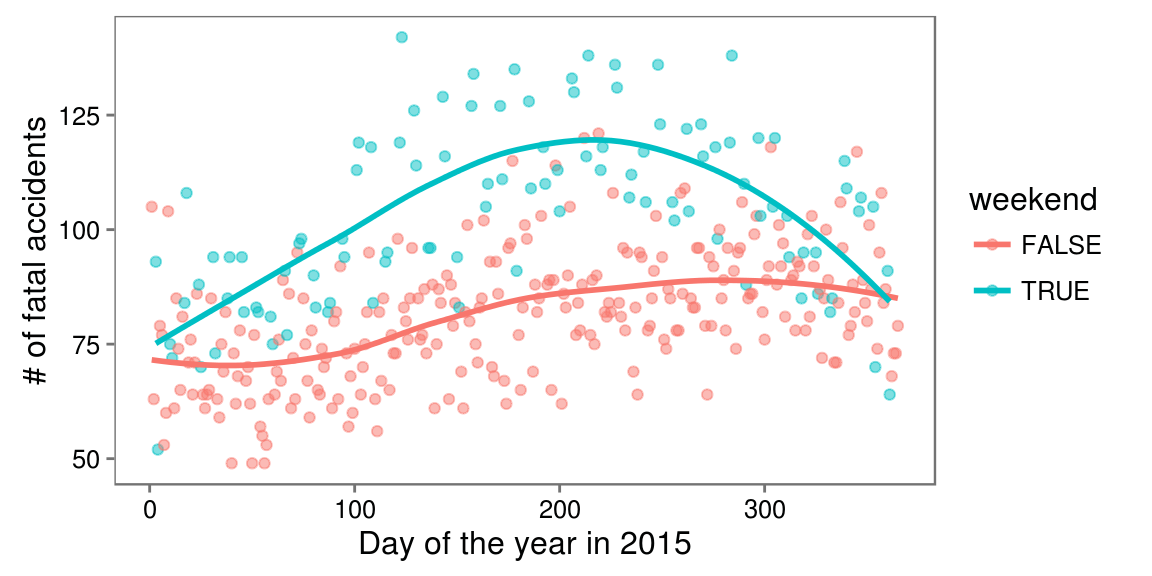 # of fatal accidents
125
100
75
50
0 100 200 300
Day of the year in 2015
weekend
FALSE
TRUE